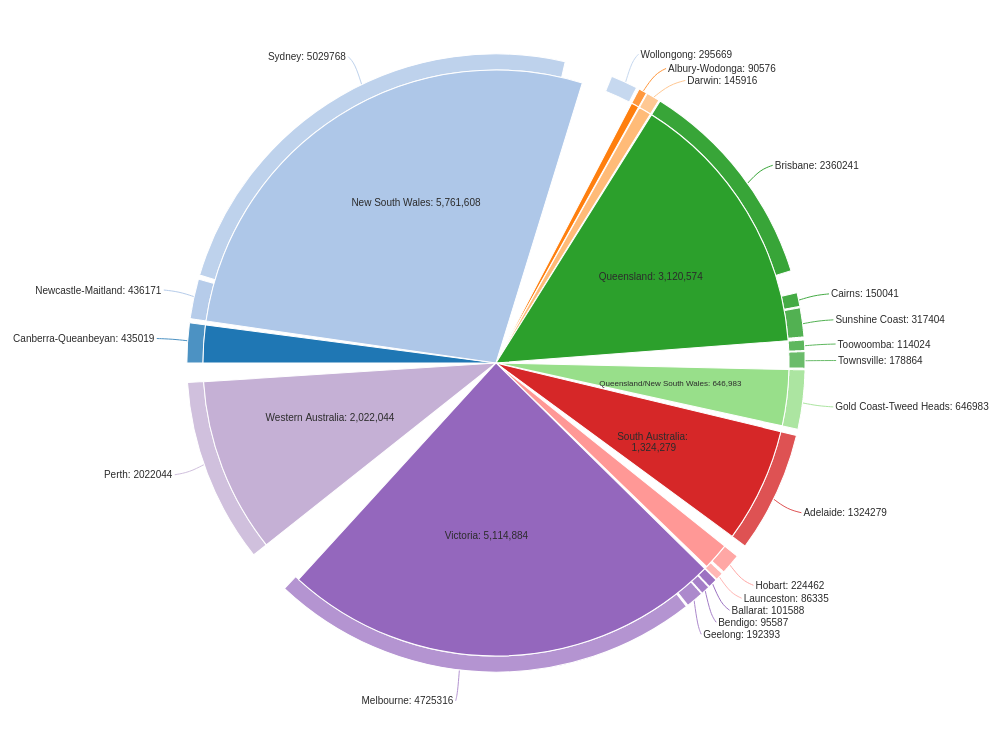 Wollongong: 295669
Sydney: 5029768
Albury-Wodonga: 90576
Darwin: 145916
Brisbane: 2360241
New South Wales: 5,761,608
Queensland: 3,120,574
Newcastle-Maitland: 436171
Cairns: 150041
Sunshine Coast: 317404
Canberra-Queanbeyan: 435019
Toowoomba: 114024
Townsville: 178864
Queensland/New South Wales: 646,983
Gold Coast-Tweed Heads: 646983
Western Australia: 2,022,044
South Australia:
1,324,279
Perth: 2022044
Adelaide: 1324279
Victoria: 5,114,884
Hobart: 224462
Launceston: 86335
Ballarat: 101588
Bendigo: 95587
Geelong: 192393
Melbourne: 4725316